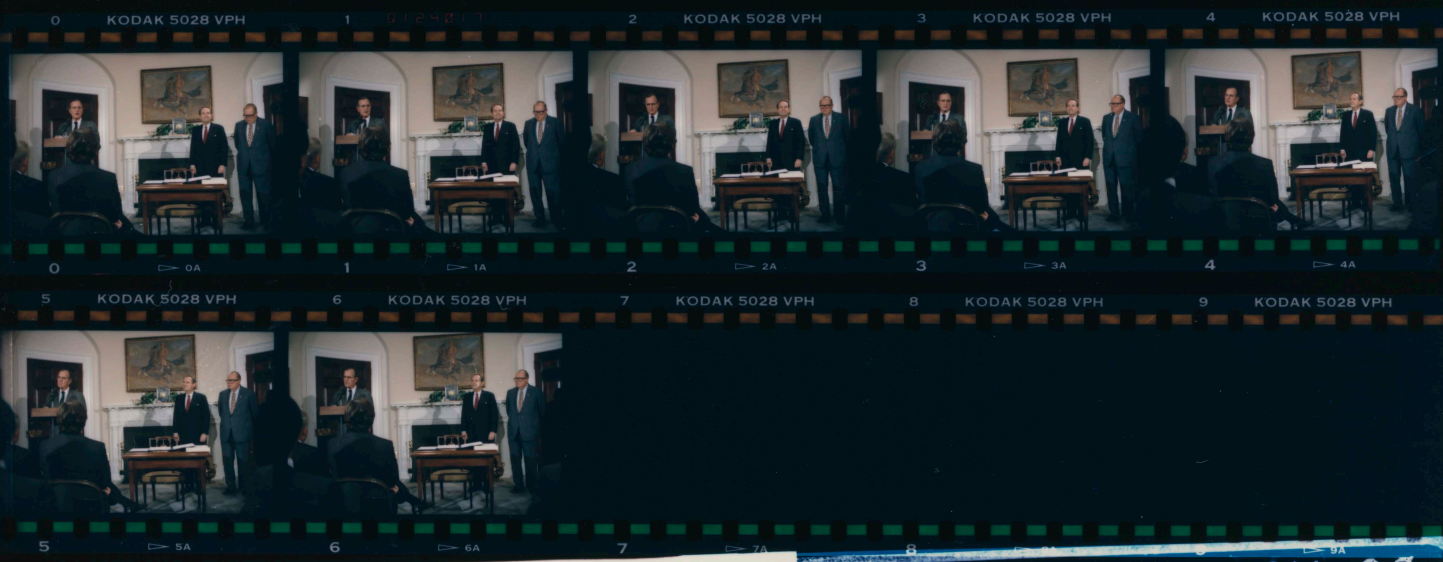 0 KODAK 5028 VPH 1 2 KODAK 5028 VPH 3 KODAK 5028 VPH 4 KODAK 5028 VPH
0 0A 1 1A 2 2A 3 3A 4 4A
5 KODAK 5028 VPH 6 KODAK 5028 VPH 7 KODAK 5028 VPH 8 KODAK 5028 VPH 9 KODAK 5028 VPH
5 5A 6 6A 7 7A 8 9A